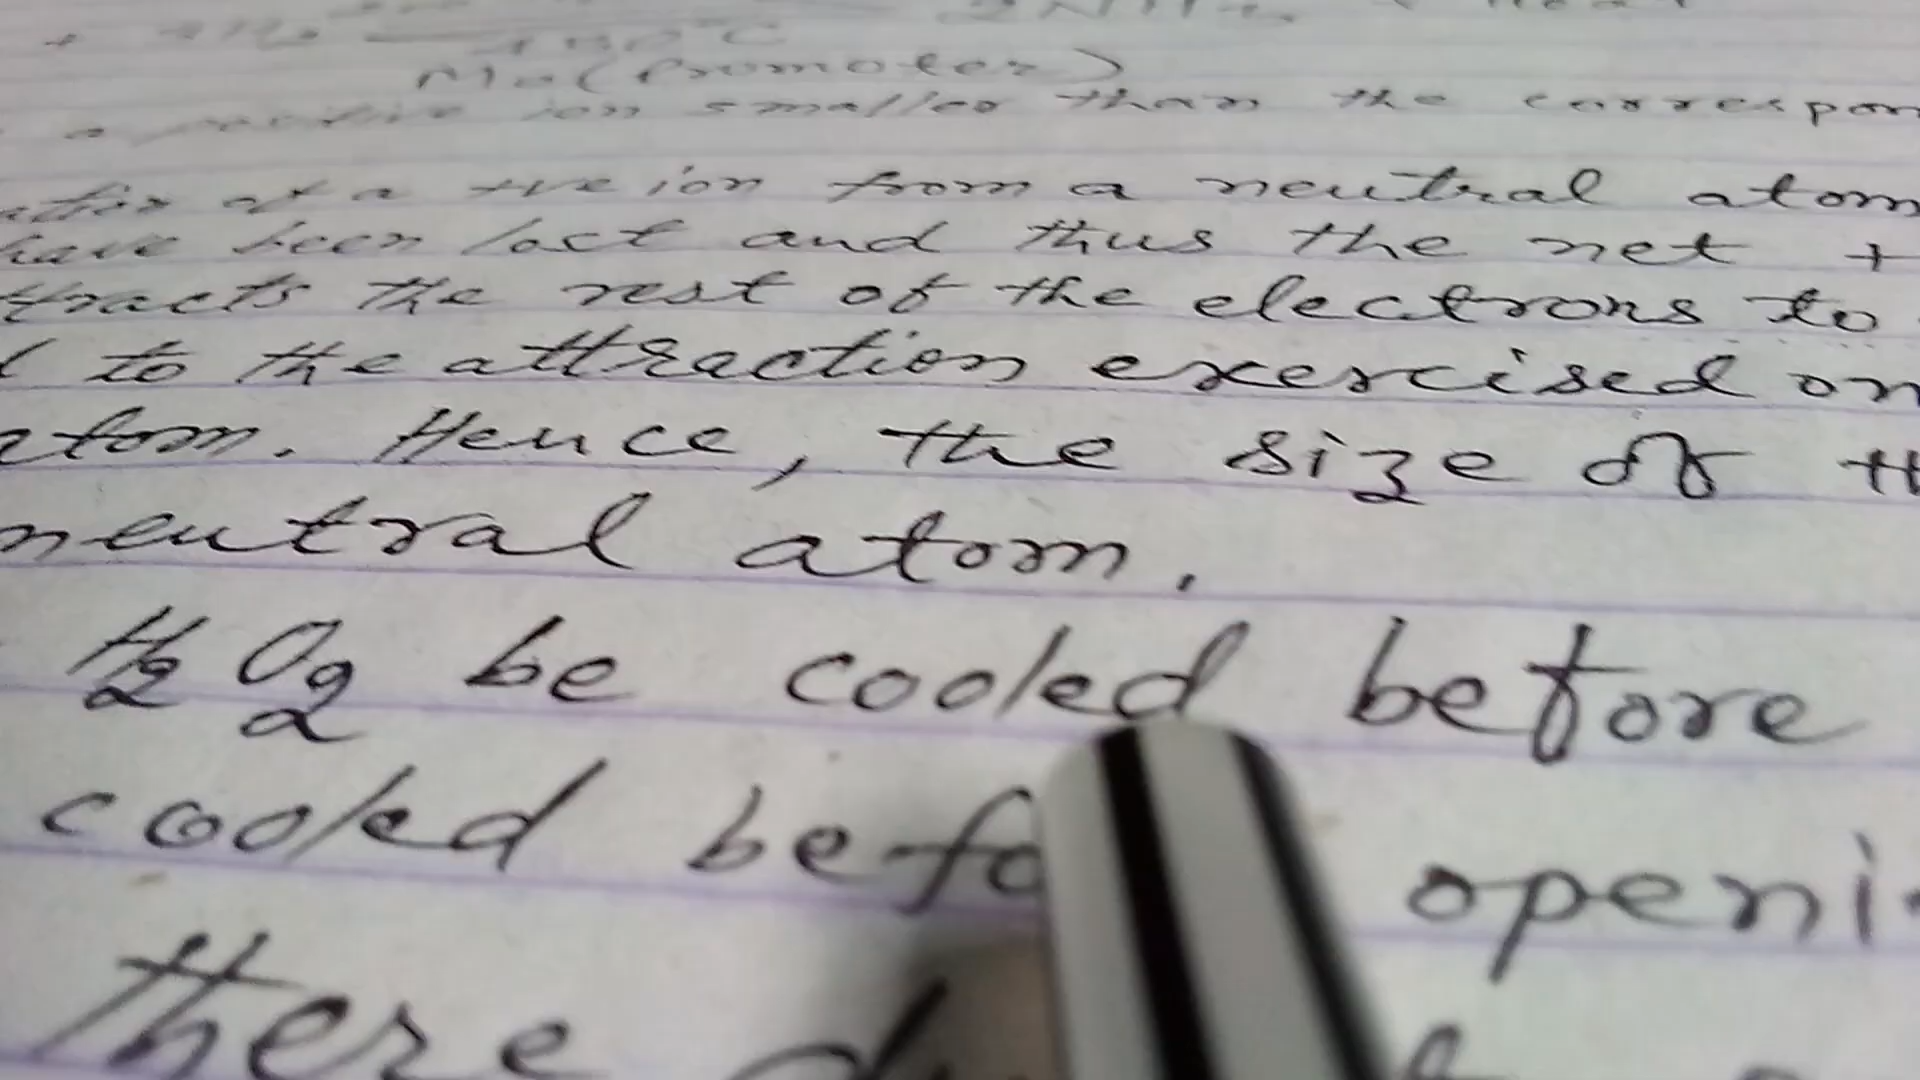 Mo (Promoter)
a positive ion smaller than the correspon
of a +ve ion from a neutral atom
have been lost and thus the net +
tracts the rest of the electrons to
to the attraction exercised on
atom. Hence, the size of th
neutral atom.
H2O2 be cooled before
cooled befo openi
there